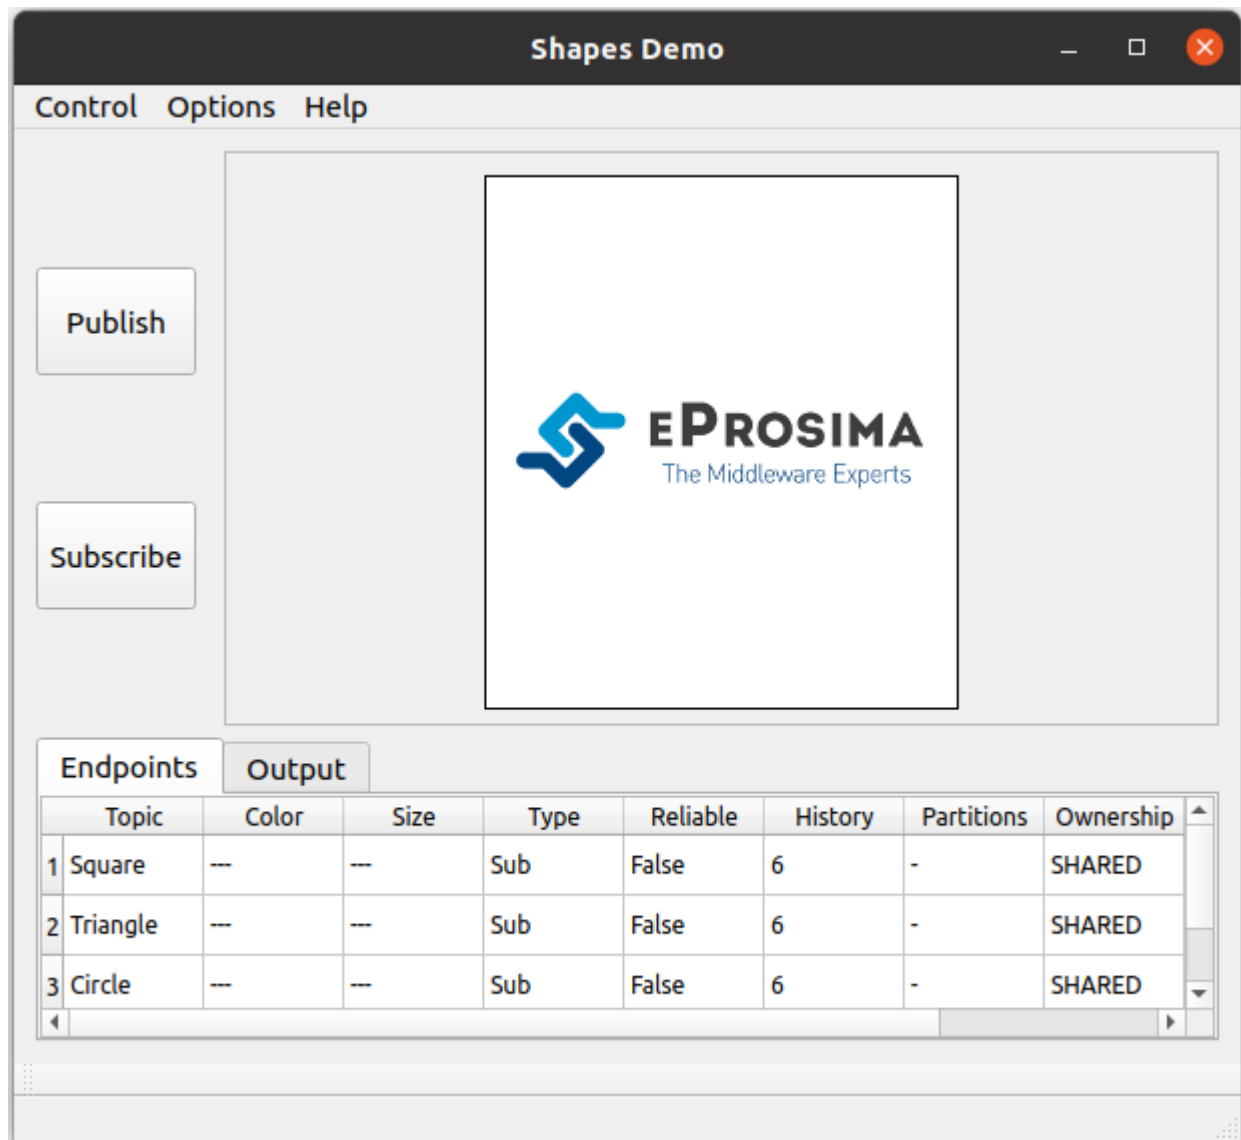 Shapes Demo
Control Options Help
Publish
Subscribe
EPROSIMA
The Middleware Experts
Endpoints Output
Topic Color Size Type Reliable History Partitions Ownership
1 Square --- --- Sub False 6 - SHARED
2 Triangle --- --- Sub False 6 - SHARED
3 Circle --- --- Sub False 6 - SHARED